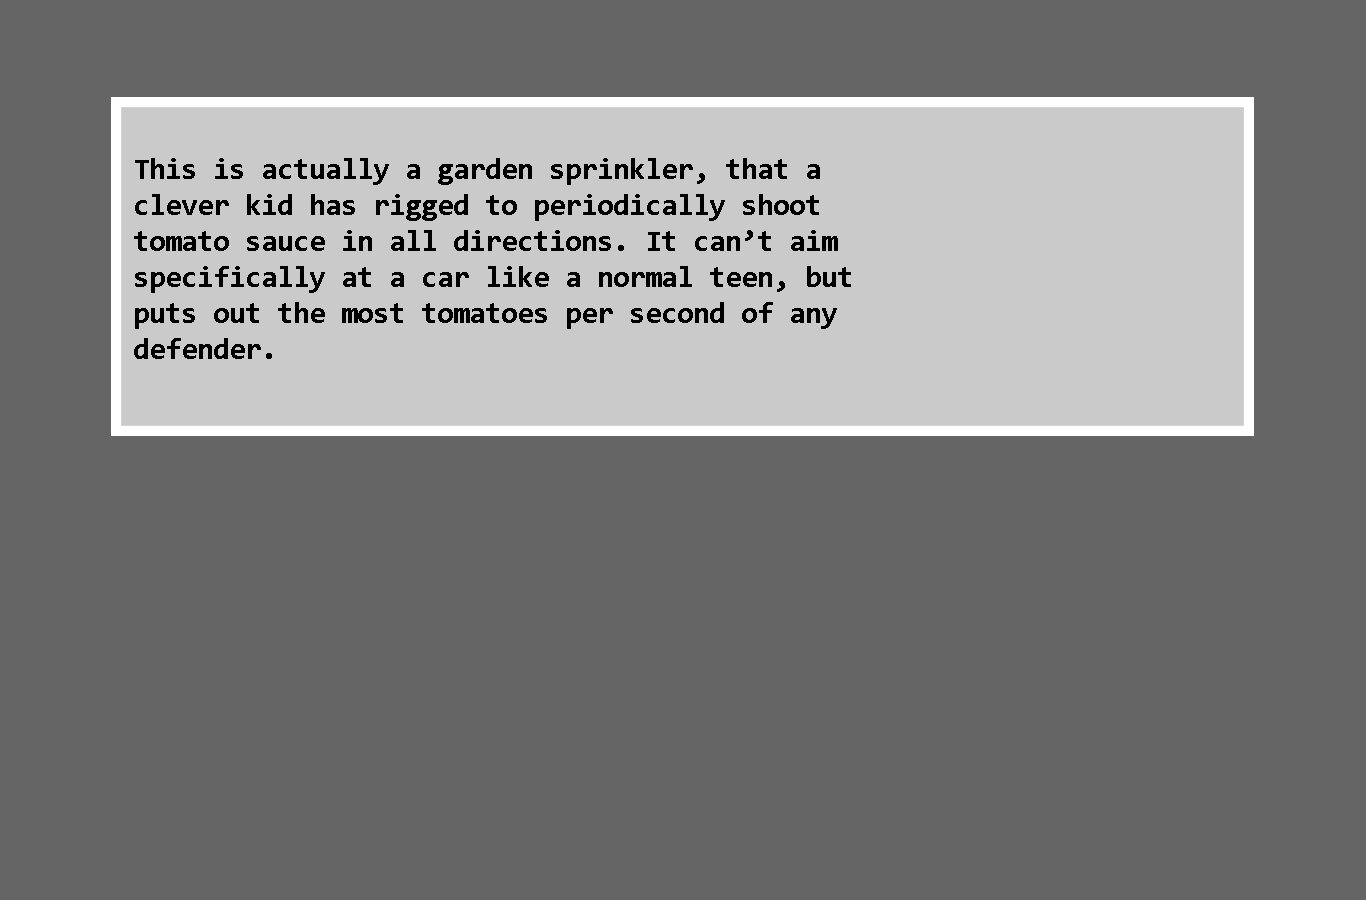 This is actually a garden sprinkler, that a
clever kid has rigged to periodically shoot
tomato sauce in all directions. It can’t aim
specifically at a car like a normal teen, but
puts out the most tomatoes per second of any
defender.